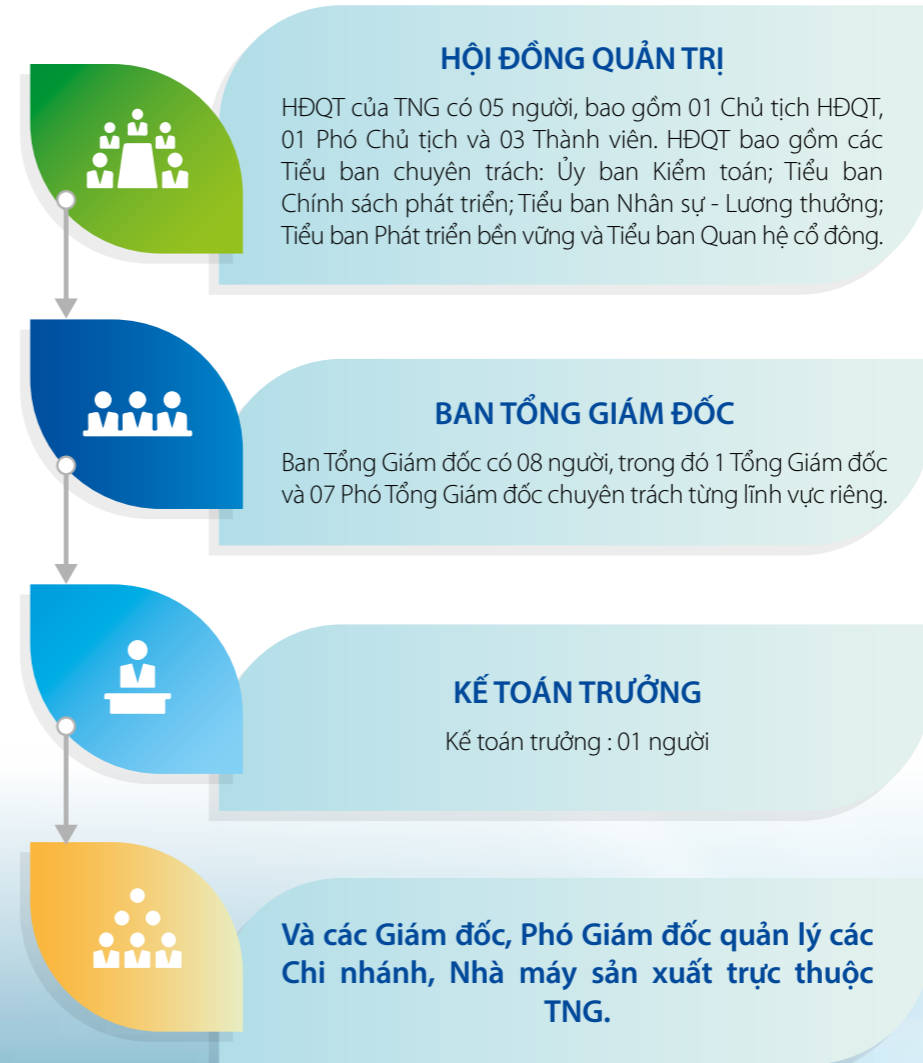 HỘI ĐỒNG QUẢN TRỊ
HĐQT của TNG có 05 người, bao gồm 01 Chủ tịch HĐQT,
01 Phó Chủ tịch và 03 Thành viên. HĐQT bao gồm các
Tiểu ban chuyên trách: Ủy ban Kiểm toán; Tiểu ban
Chính sách phát triển; Tiểu ban Nhân sự - Lương thưởng;
Tiểu ban Phát triển bền vững và Tiểu ban Quan hệ cổ đông.
BAN TỔNG GIÁM ĐỐC
Ban Tổng Giám đốc có 08 người, trong đó 1 Tổng Giám đốc
và 07 Phó Tổng Giám đốc chuyên trách từng lĩnh vực riêng.
KẾ TOÁN TRƯỞNG
Kế toán trưởng : 01 người
Và các Giám đốc, Phó Giám đốc quản lý các
Chi nhánh, Nhà máy sản xuất trực thuộc
TNG.